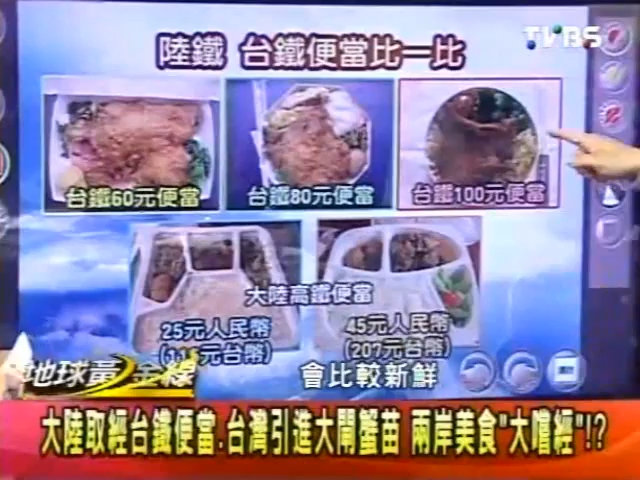 TVBS
陸鐵 台鐵便當比一比
台鐵60元便當
台鐵80元便當
台鐵100元便當
大陸高鐵便當
25元人民幣
元台幣)
45元人民幣
(207元台幣)
會比較新鮮
地球黃金線
大陸取經台鐵便當.台灣引進大閘蟹苗 兩岸美食"大嚐經"!?